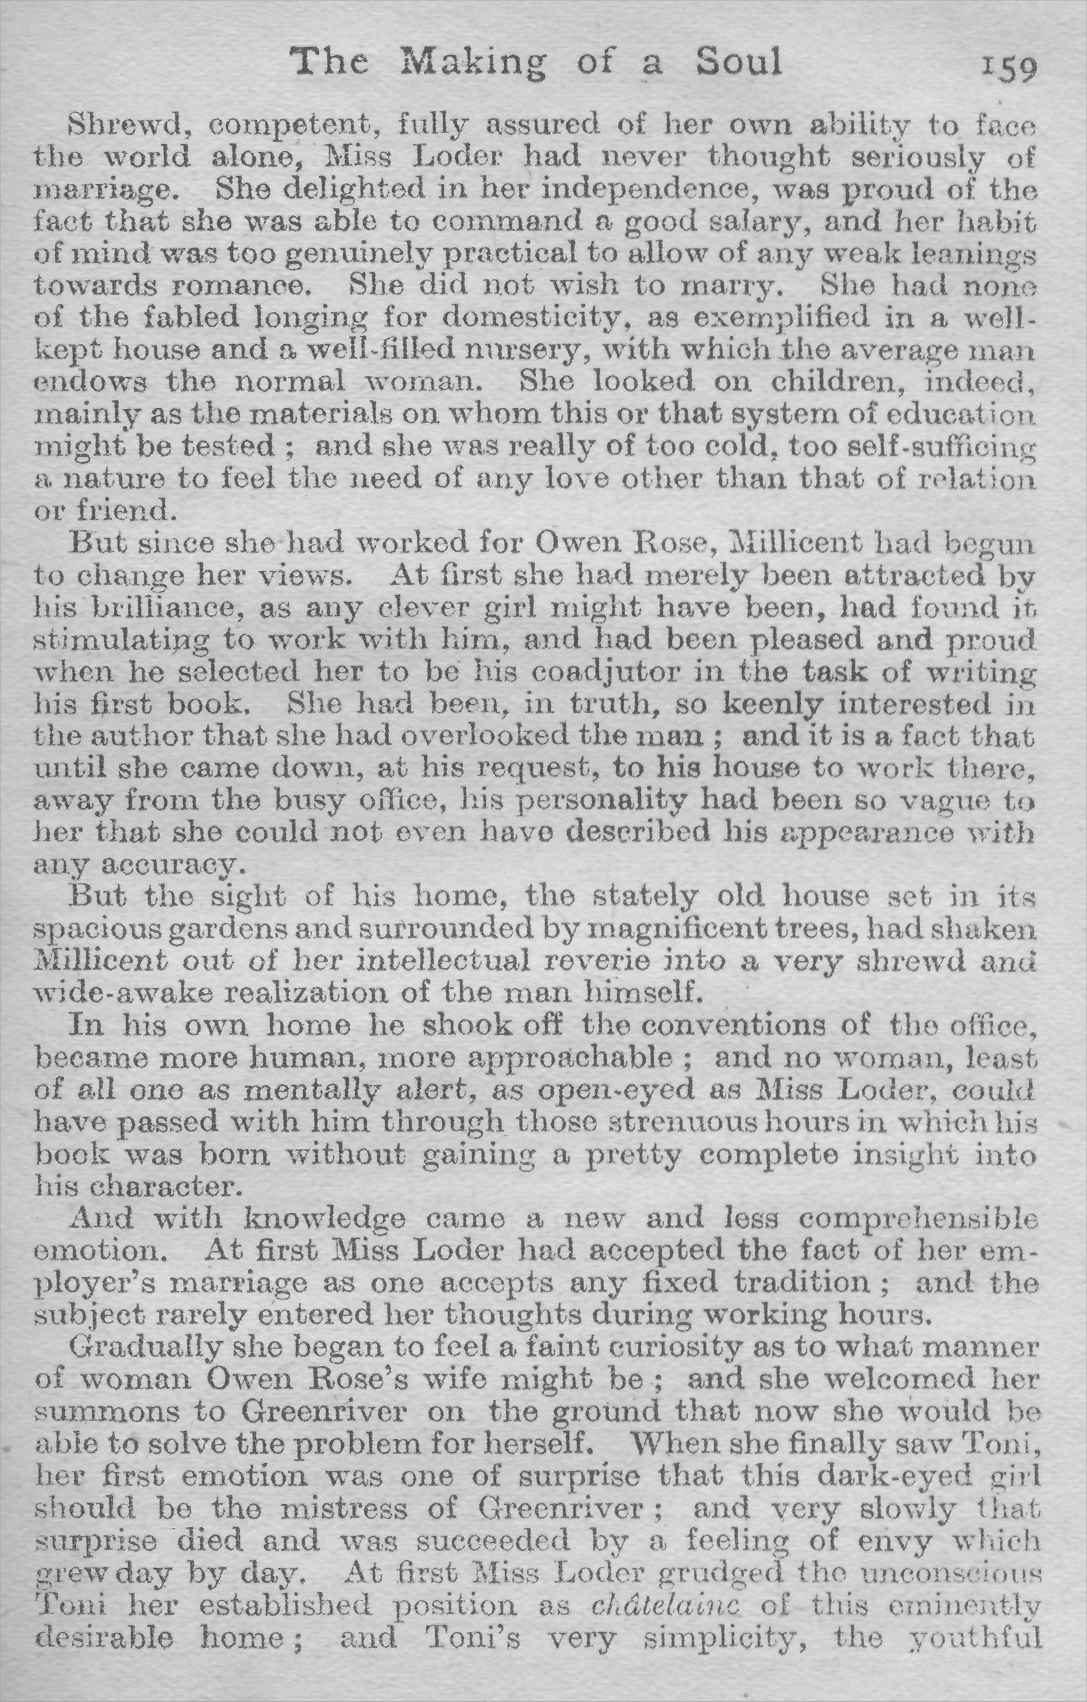 The Making of a Soul 159
Shrewd, competent, fully assured of her own ability to face
the world alone, Miss Loder had never thought seriously of
marriage. She delighted in her independence, was proud of the
fact that she was able to command a good salary, and her habit
of mind was too genuinely practical to allow of any weak leanings
towards romance. She did not wish to marry. She had none
of the fabled longing for domesticity, as exemplified in a well-
kept house and a well-filled nursery, with which the average man
endows the normal woman. She looked on children, indeed,
mainly as the materials on whom this or that system of education
might be tested ; and she was really of too cold, too self-sufficing
a nature to feel the need of any love other than that of relation
or friend.
But since she had worked for Owen Rose, Millicent had begun
to change her views. At first she had merely been attracted by
his brilliance, as any clever girl might have been, had found it
stimulating to work with him, and had been pleased and proud
when he selected her to be his coadjutor in the task of writing
his first book. She had been, in truth, so keenly interested in
the author that she had overlooked the man ; and it is a fact that
until she came down, at his request, to his house to work there,
away from the busy office, his personality had been so vague to
her that she could not even have described his appearance with
any accuracy.
But the sight of his home, the stately old house set in its
spacious gardens and surrounded by magnificent trees, had shaken
Millicent out of her intellectual reverie into a very shrewd and
wide-awake realization of the man himself.
In his own home he shook off the conventions of the office,
became more human, more approachable ; and no woman, least
of all one as mentally alert, as open-eyed as Miss Loder, could
have passed with him through those strenuous hours in which his
book was born without gaining a pretty complete insight into
his character.
And with knowledge came a new and less comprehensible
emotion. At first Miss Loder had accepted the fact of her em-
ployer's marriage as one accepts any fixed tradition ; and the
subject rarely entered her thoughts during working hours.
Gradually she began to feel a faint curiosity as to what manner
of woman Owen Rose's wife might be ; and she welcomed her
summons to Greenriver on the ground that now she would be
able to solve the problem for herself. When she finally saw Toni,
her first emotion was one of surprise that this dark-eyed girl
should be the mistress of Greenriver ; and very slowly that
surprise died and was succeeded by a feeling of envy which
grew day by day. At first Miss Loder grudged the unconscious
Toni her established position as châtelaine of this eminently
desirable home ; and Toni's very simplicity, the youthful